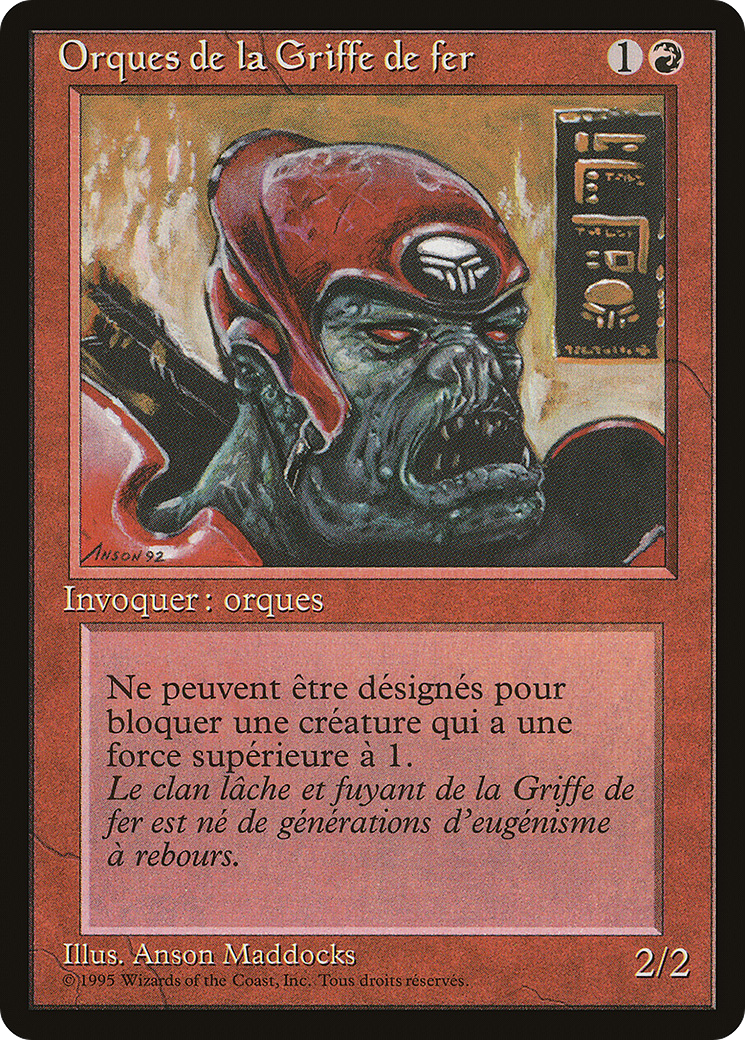 Orques de la Griffe de fer 1
ANSON 92
Invoquer : orques
Ne peuvent être désignés pour
bloquer une créature qui a une
force supérieure à 1.
Le clan lâche et fuyant de la Griffe de
fer est né de générations d'eugénisme
à rebours.
Illus. Anson Maddocks
2/2
© 1995 Wizards of the Coast, Inc. Tous droits réservés.